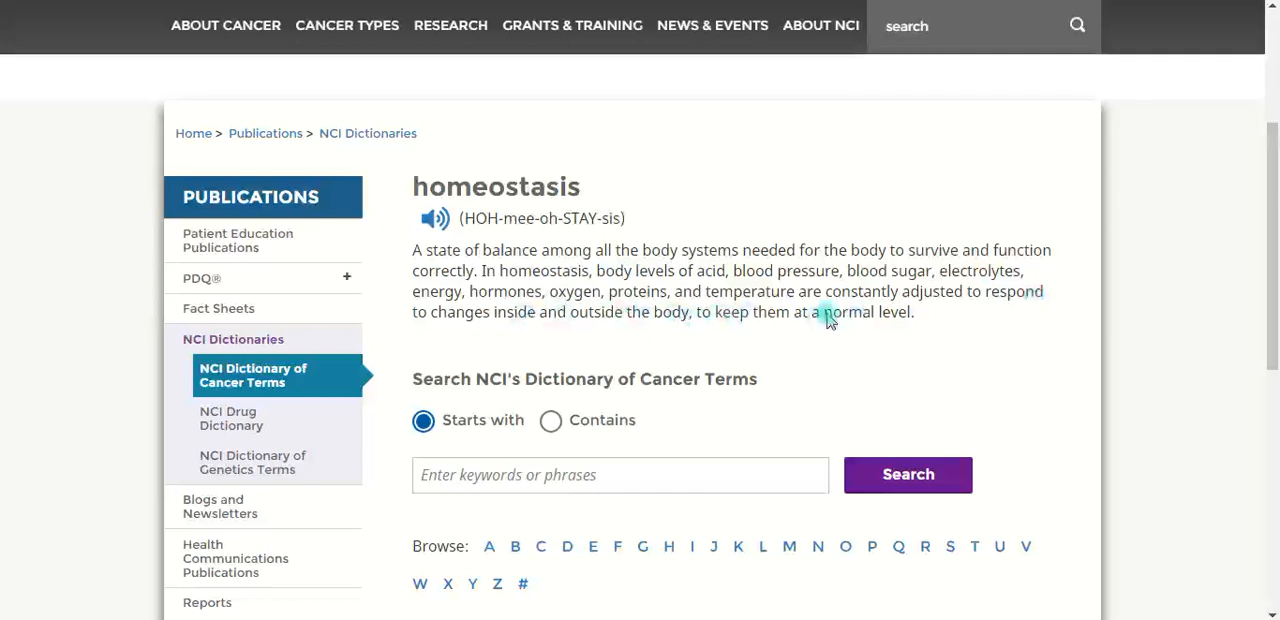 ABOUT CANCER CANCER TYPES RESEARCH GRANTS & TRAINING NEWS & EVENTS ABOUT NCI search
Home > Publications > NCI Dictionaries
PUBLICATIONS
Patient Education
Publications
PDQ® +
Fact Sheets
NCI Dictionaries
NCI Dictionary of
Cancer Terms
NCI Drug
Dictionary
NCI Dictionary of
Genetics Terms
Blogs and
Newsletters
Health
Communications
Publications
Reports
homeostasis
(HOH-mee-oh-STAY-sis)
A state of balance among all the body systems needed for the body to survive and function
correctly. In homeostasis, body levels of acid, blood pressure, blood sugar, electrolytes,
energy, hormones, oxygen, proteins, and temperature are constantly adjusted to respond
to changes inside and outside the body, to keep them at a normal level.
Search NCI's Dictionary of Cancer Terms
Starts with Contains
Enter keywords or phrases Search
Browse: A B C D E F G H I J K L M N O P Q R S T U V
W X Y Z #